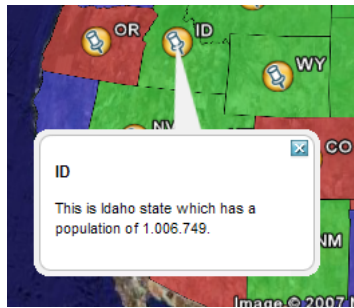 OR
ID
WY
NV
CO
ID
This is Idaho state which has a
population of 1.006.749.
NM
Image © 2007